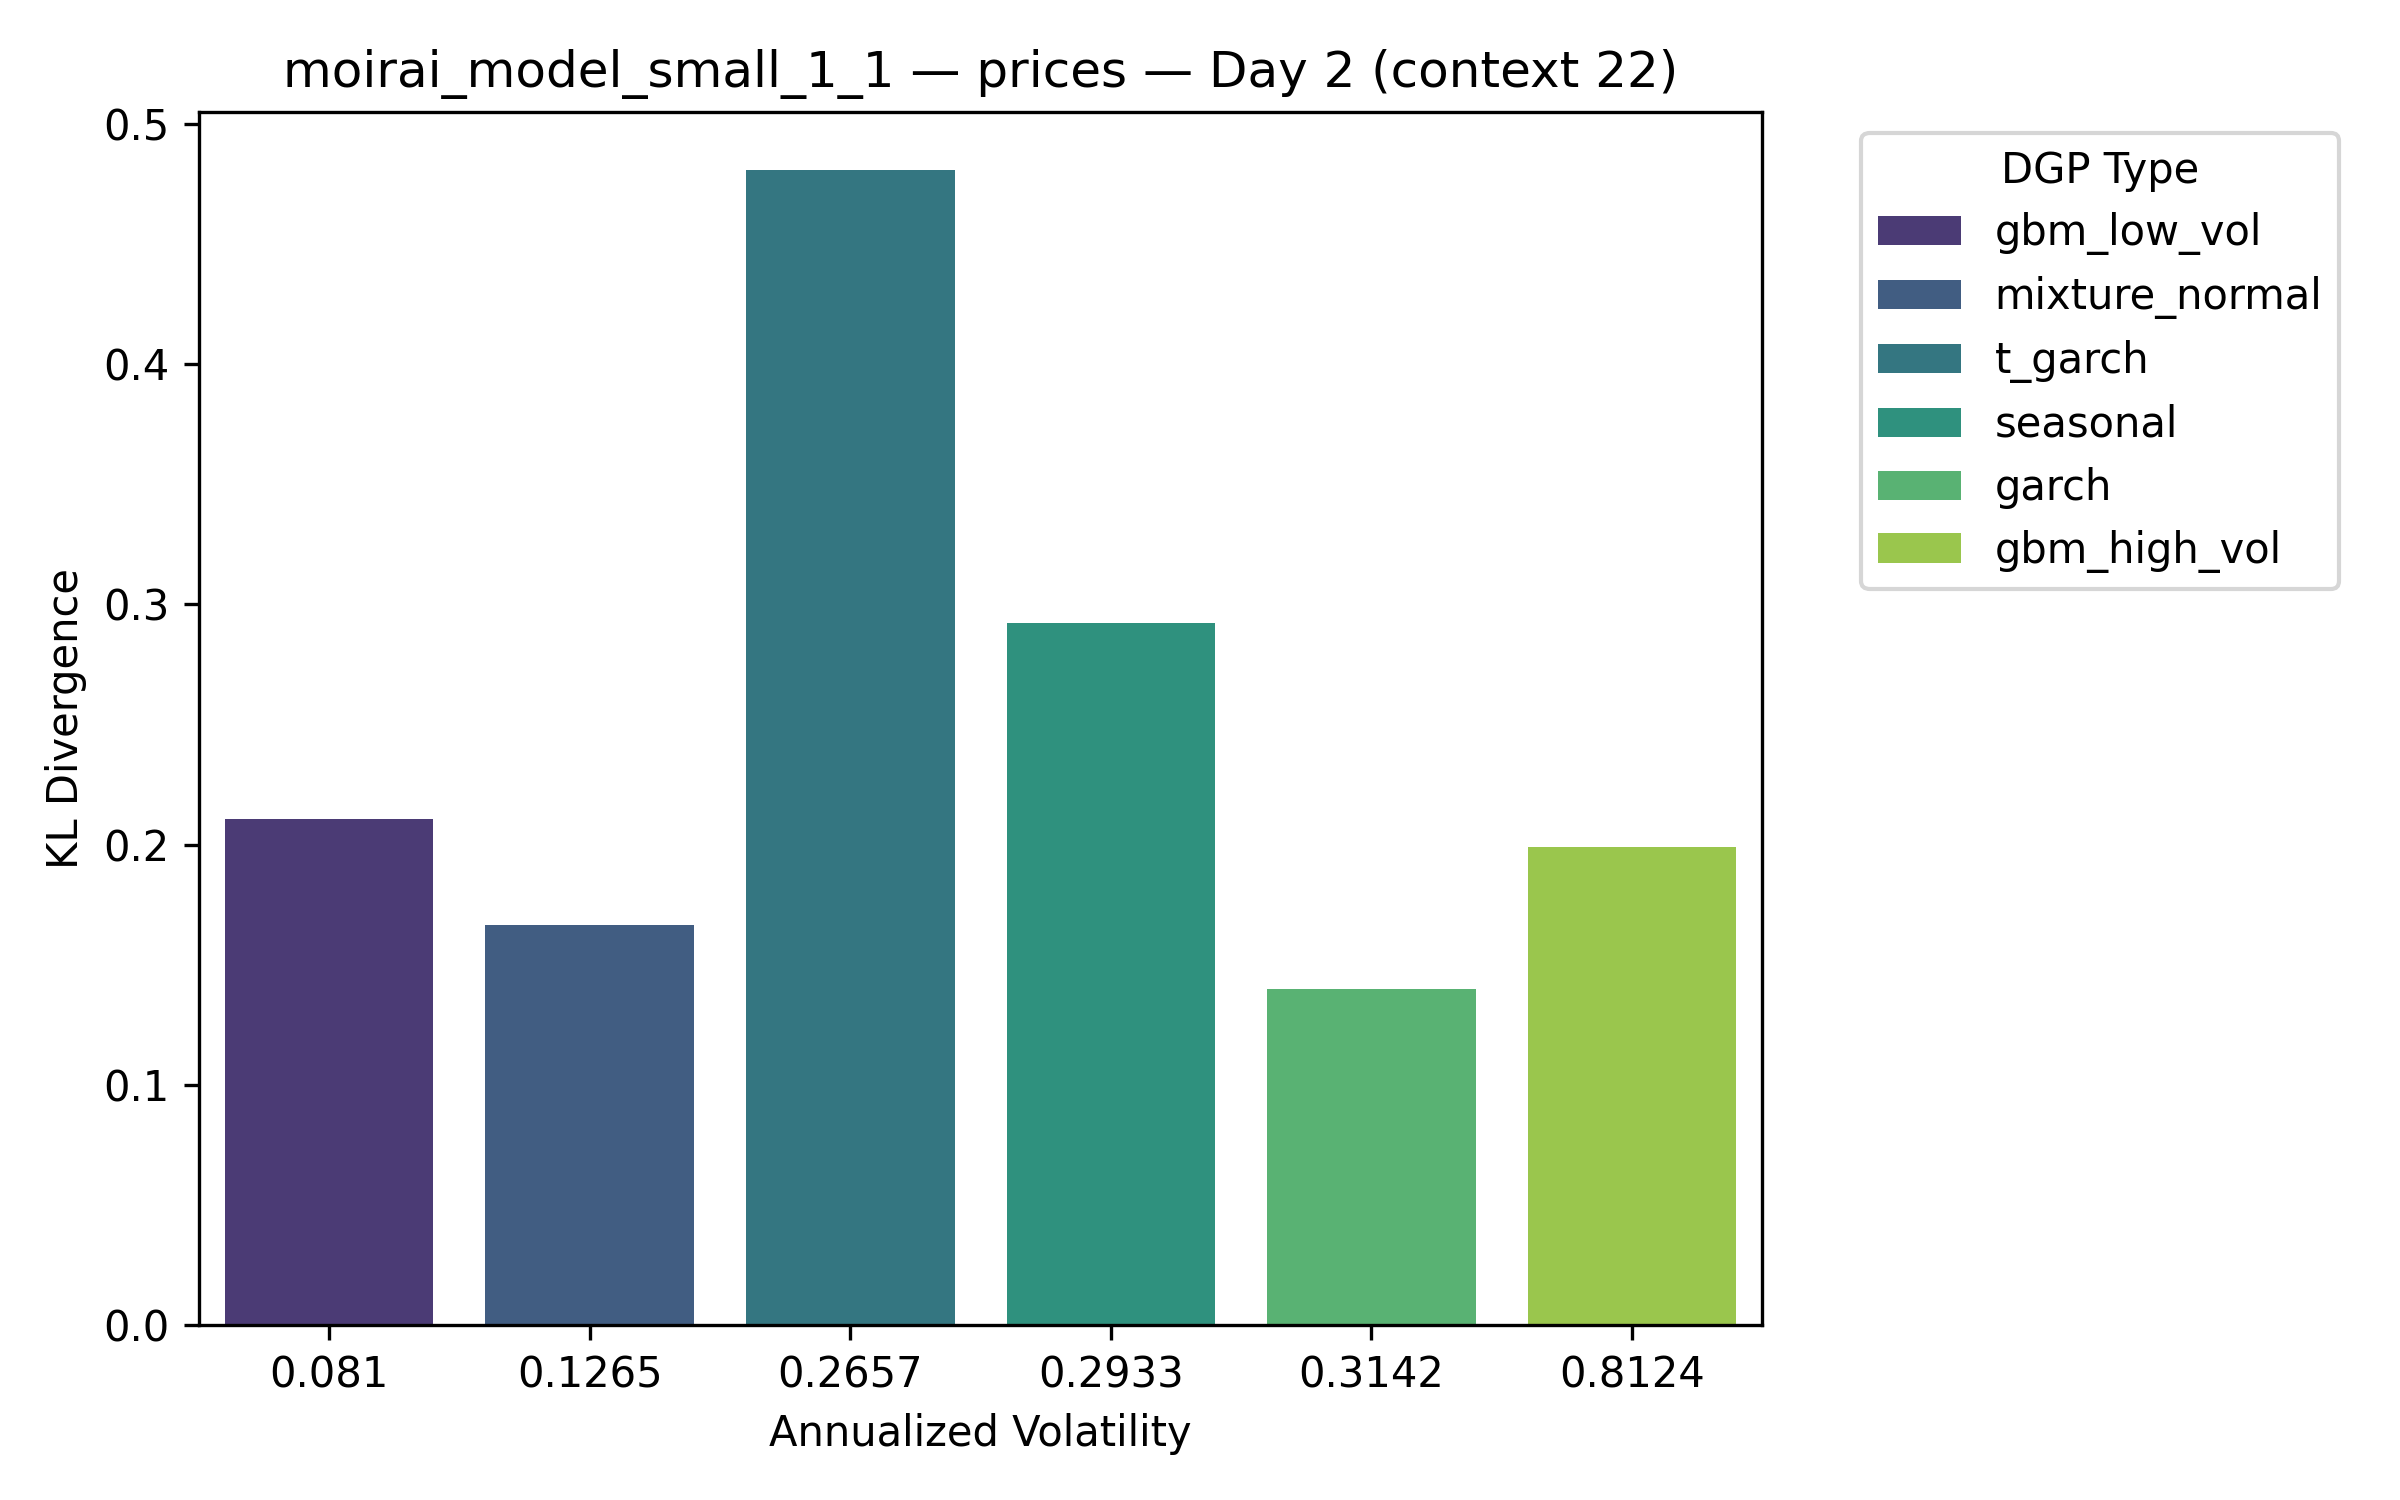 moirai_model_small_1_1 — prices — Day 2 (context 22)
KL Divergence
0.5
0.4
0.3
0.2
0.1
0.0
0.081 0.1265 0.2657 0.2933 0.3142 0.8124
Annualized Volatility
DGP Type
gbm_low_vol
mixture_normal
t_garch
seasonal
garch
gbm_high_vol